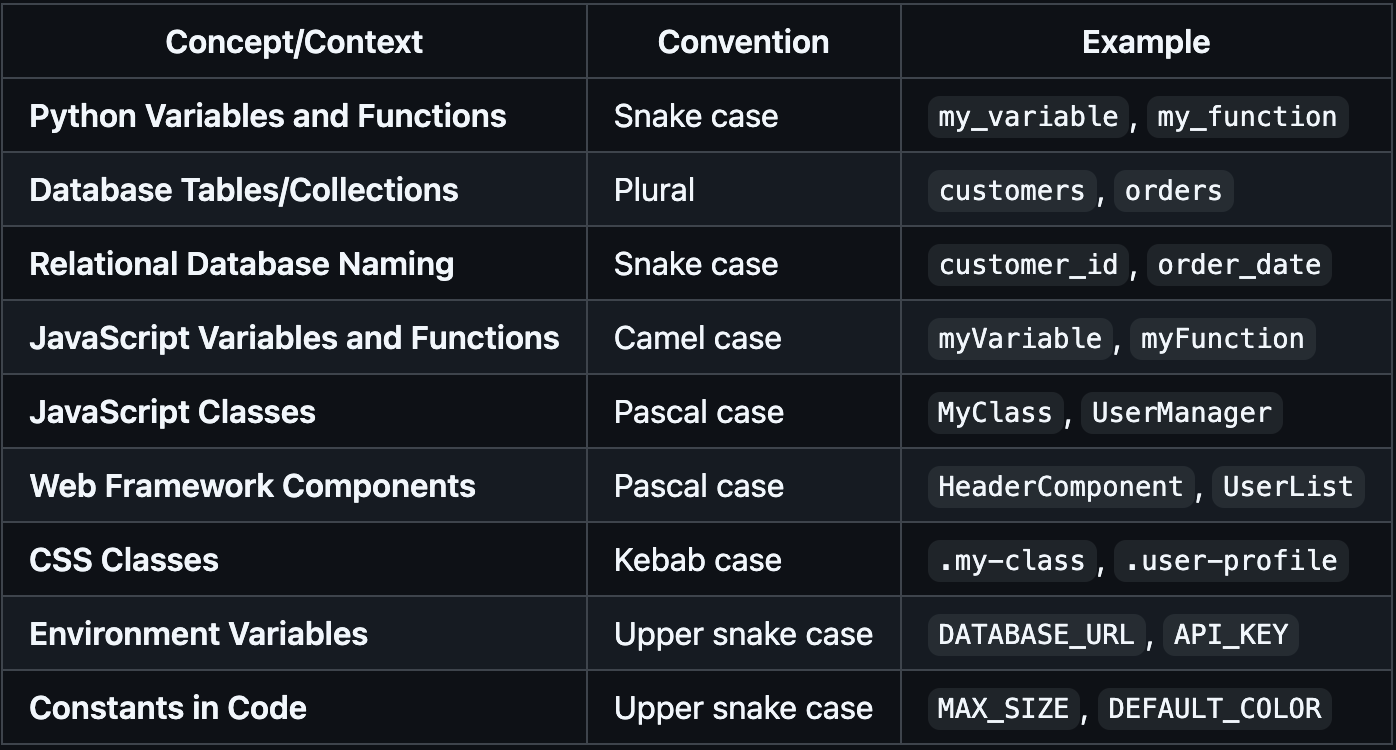 Concept/Context Convention Example
Python Variables and Functions Snake case my_variable, my_function
Database Tables/Collections Plural customers, orders
Relational Database Naming Snake case customer_id, order_date
JavaScript Variables and Functions Camel case myVariable, myFunction
JavaScript Classes Pascal case MyClass, UserManager
Web Framework Components Pascal case HeaderComponent, UserList
CSS Classes Kebab case .my-class, .user-profile
Environment Variables Upper snake case DATABASE_URL, API_KEY
Constants in Code Upper snake case MAX_SIZE, DEFAULT_COLOR